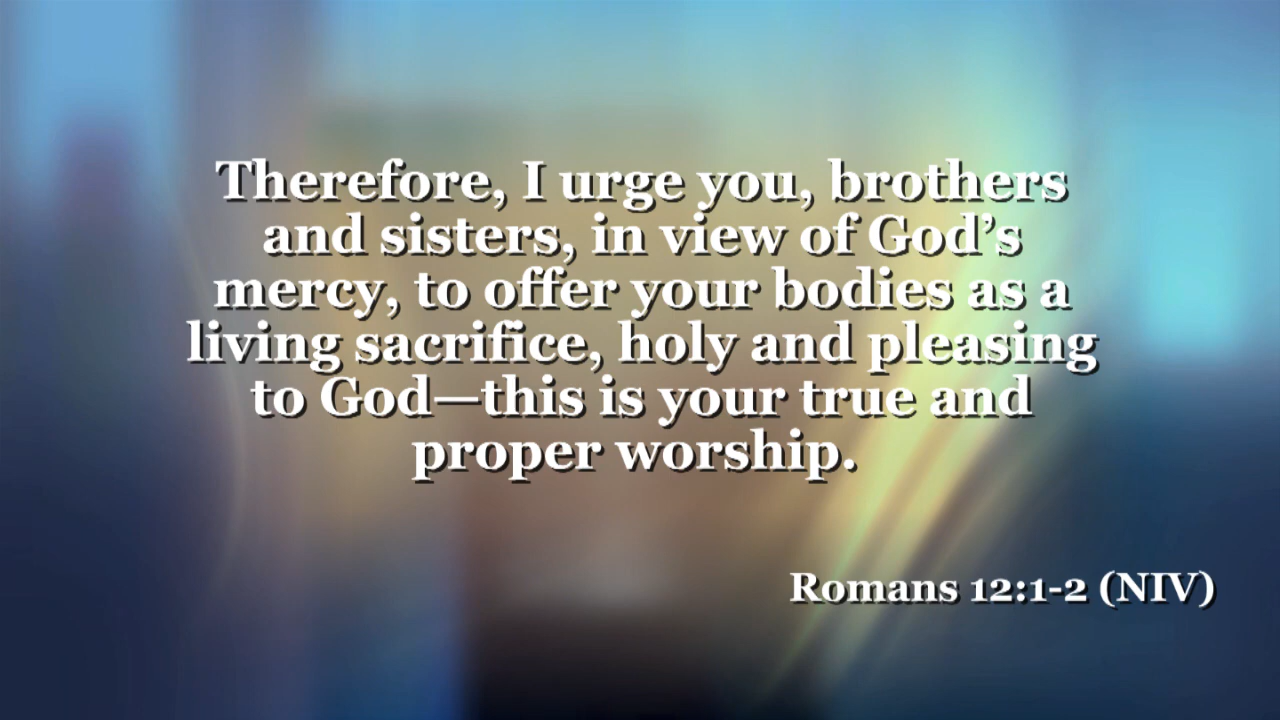 Therefore, I urge you, brothers
and sisters, in view of God’s
mercy, to offer your bodies as a
living sacrifice, holy and pleasing
to God—this is your true and
proper worship.
Romans 12:1-2 (NIV)